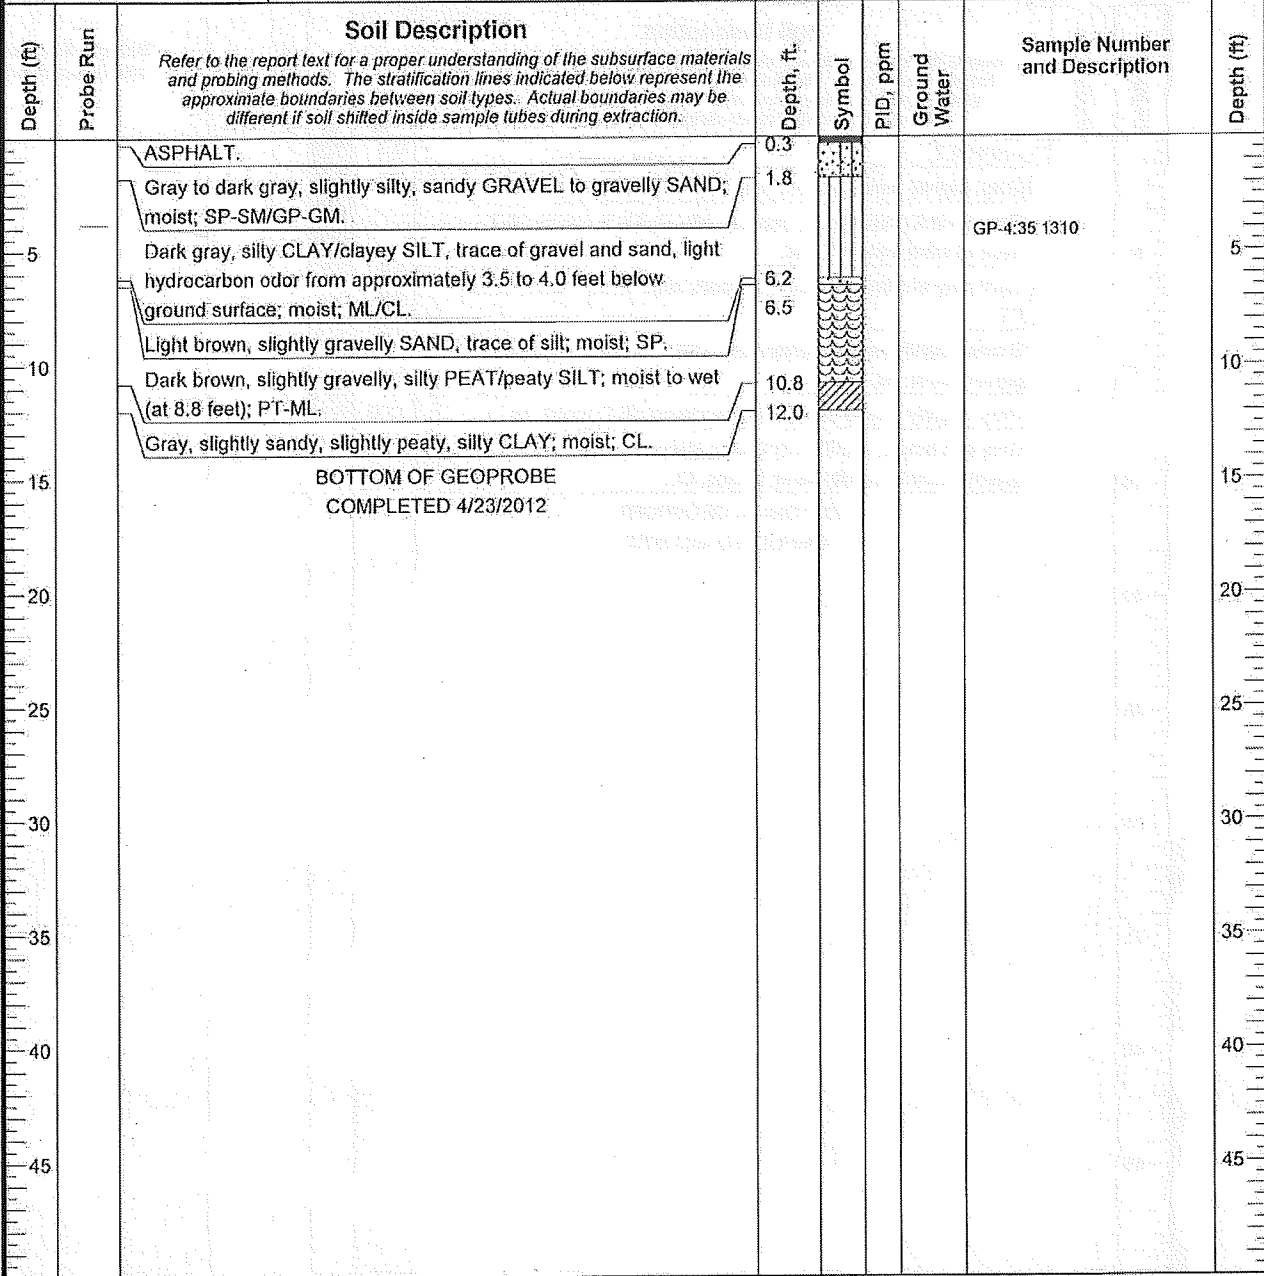 Depth (ft)
Probe Run
Soil Description
Refer to the report text for a proper understanding of the subsurface materials
and probing methods. The stratification lines indicated below represent the
approximate boundaries between soil types. Actual boundaries may be
different if soil shifted inside sample tubes during extraction.
Depth, ft.
Symbol
PID, ppm
Ground
Water
Sample Number
and Description
Depth (ft)
ASPHALT.
0.3
Gray to dark gray, slightly silty, sandy GRAVEL to gravelly SAND;
1.8
moist; SP-SM/GP-GM.
GP-4:35 1310
5
Dark gray, silty CLAY/clayey SILT, trace of gravel and sand, light
5
hydrocarbon odor from approximately 3.5 to 4.0 feet below
6.2
ground surface; moist; ML/CL.
6.5
Light brown, slightly gravelly SAND, trace of silt; moist; SP.
10
10
Dark brown, slightly gravelly, silty PEAT/peaty SILT; moist to wet
10.8
(at 8.8 feet); PT-ML.
12.0
Gray, slightly sandy, slightly peaty, silty CLAY; moist; CL.
15
BOTTOM OF GEOPROBE
15
COMPLETED 4/23/2012
20
20
25
25
30
30
35
35
40
40
45
45